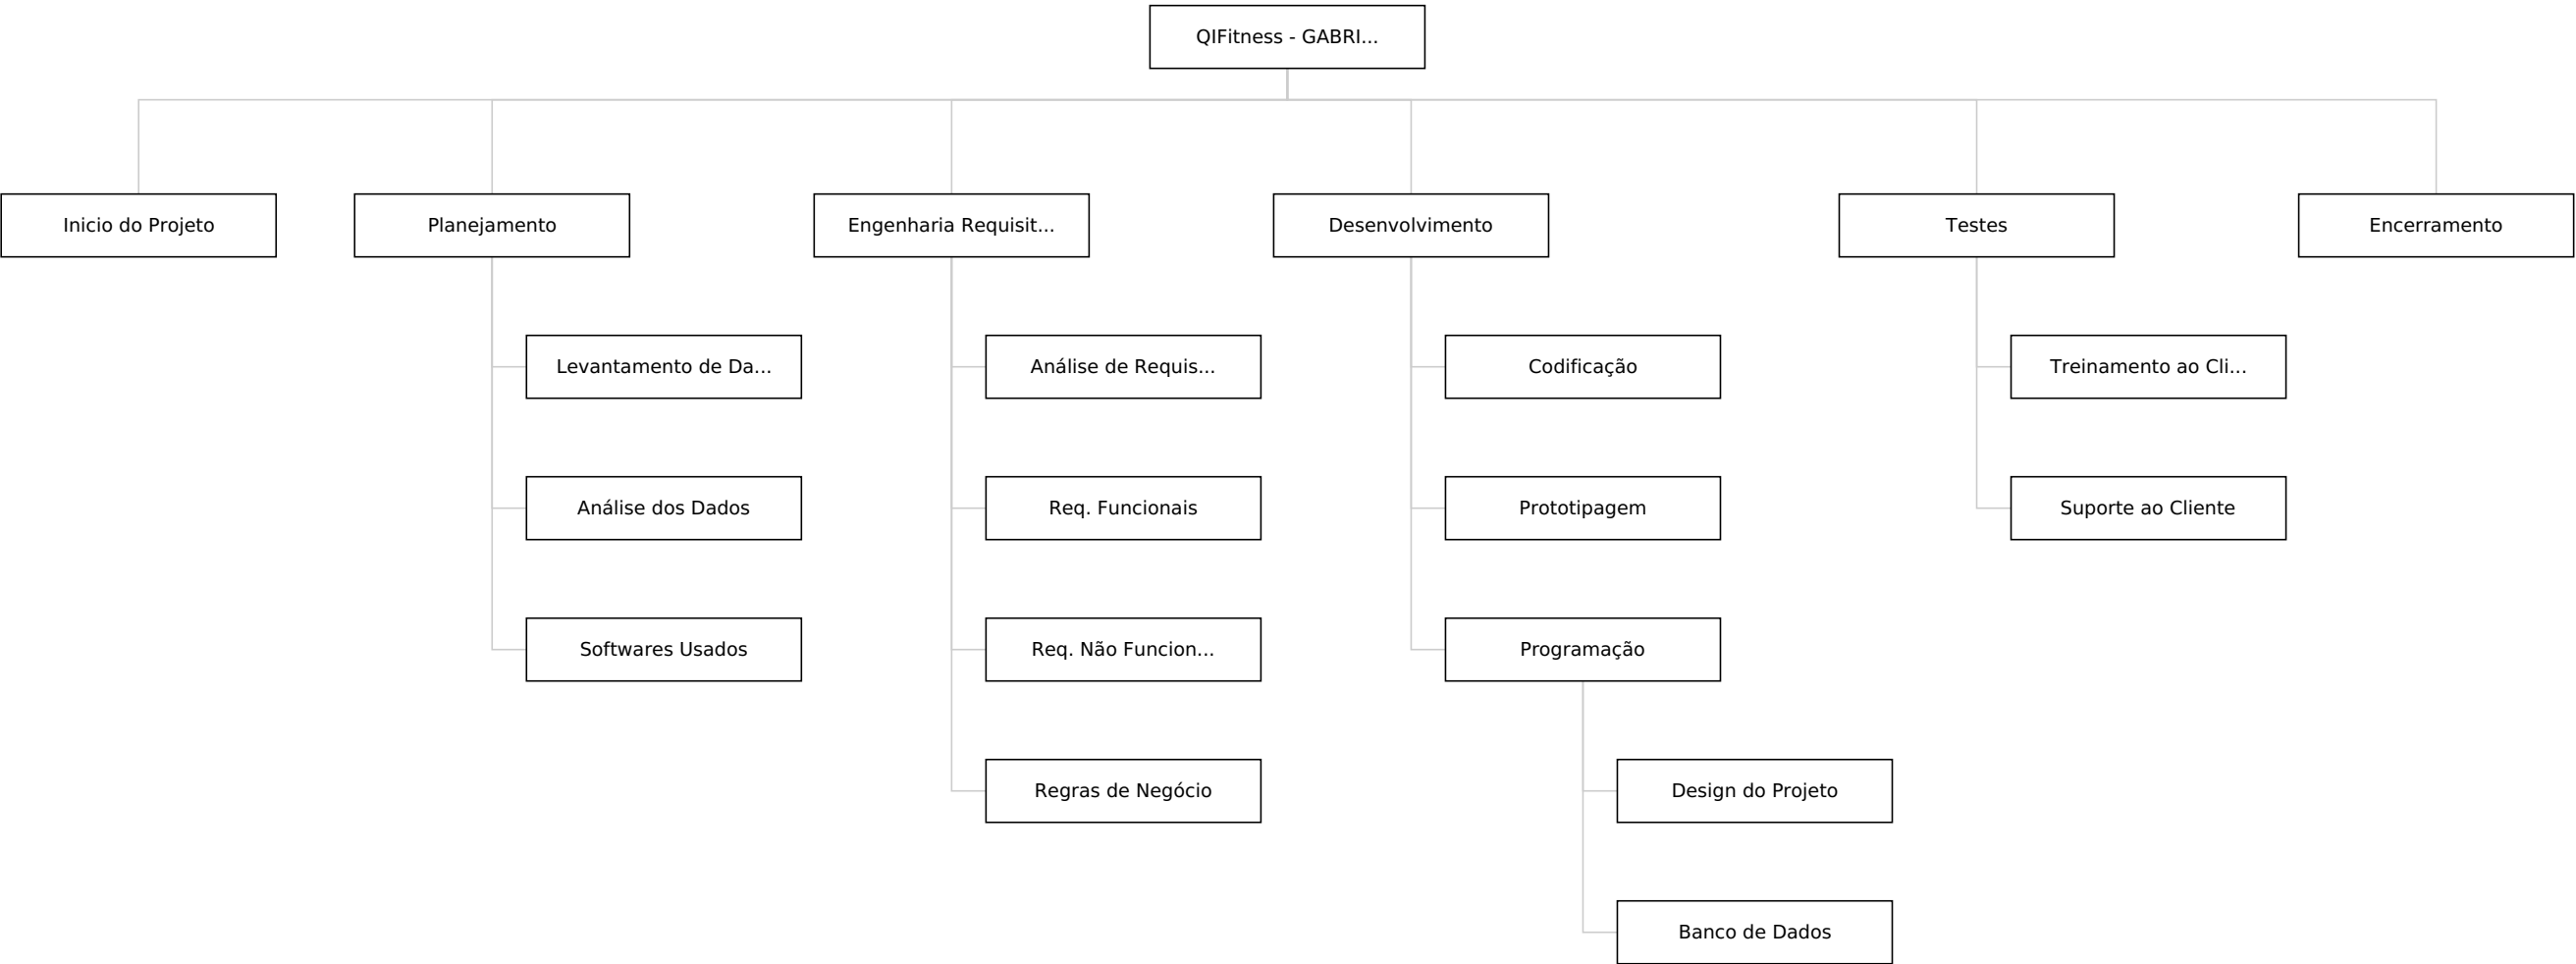 QIFitness - GABRI...
Inicio do Projeto
Planejamento
Engenharia Requisit...
Desenvolvimento
Testes
Encerramento
Levantamento de Da...
Análise de Requis...
Codificação
Treinamento ao Cli...
Análise dos Dados
Req. Funcionais
Prototipagem
Suporte ao Cliente
Softwares Usados
Req. Não Funcion...
Programação
Regras de Negócio
Design do Projeto
Banco de Dados